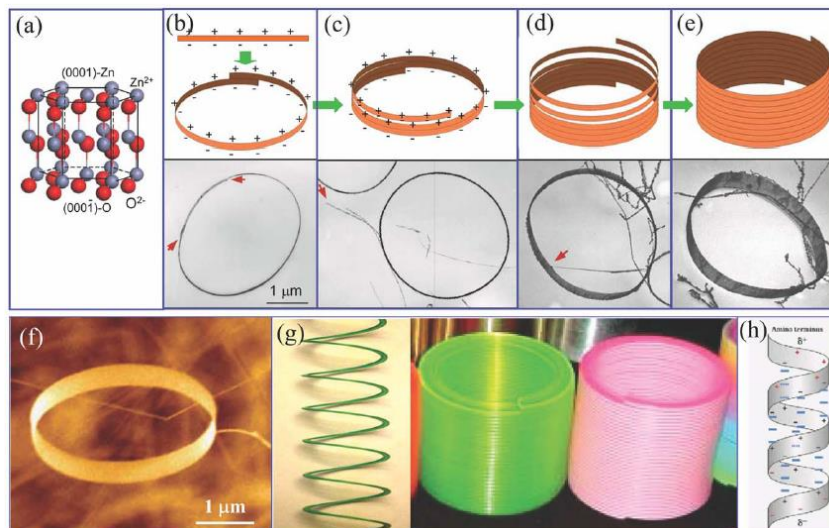 (a)
(0001)-Zn
Zn²⁺
(0001̄)-O
O²⁻
(b)
1 μm
(c)
(d)
(e)
(f)
1 μm
(g)
(h)
Amino terminus
δ⁺
δ⁻